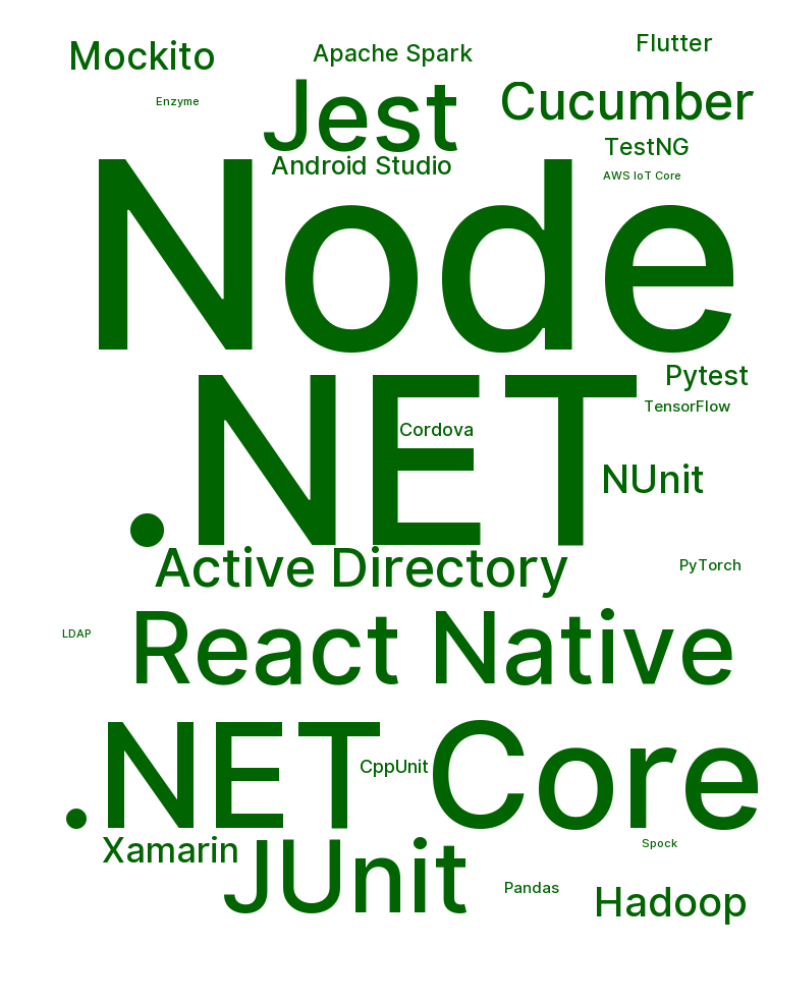 Flutter
Mockito
Apache Spark
Enzyme
Jest
Cucumber
TestNG
Android Studio
AWS IoT Core
Node
Pytest
.NET
TensorFlow
Cordova
NUnit
Active Directory
PyTorch
LDAP
React Native
.NET Core
CppUnit
Xamarin
Spock
JUnit
Pandas
Hadoop